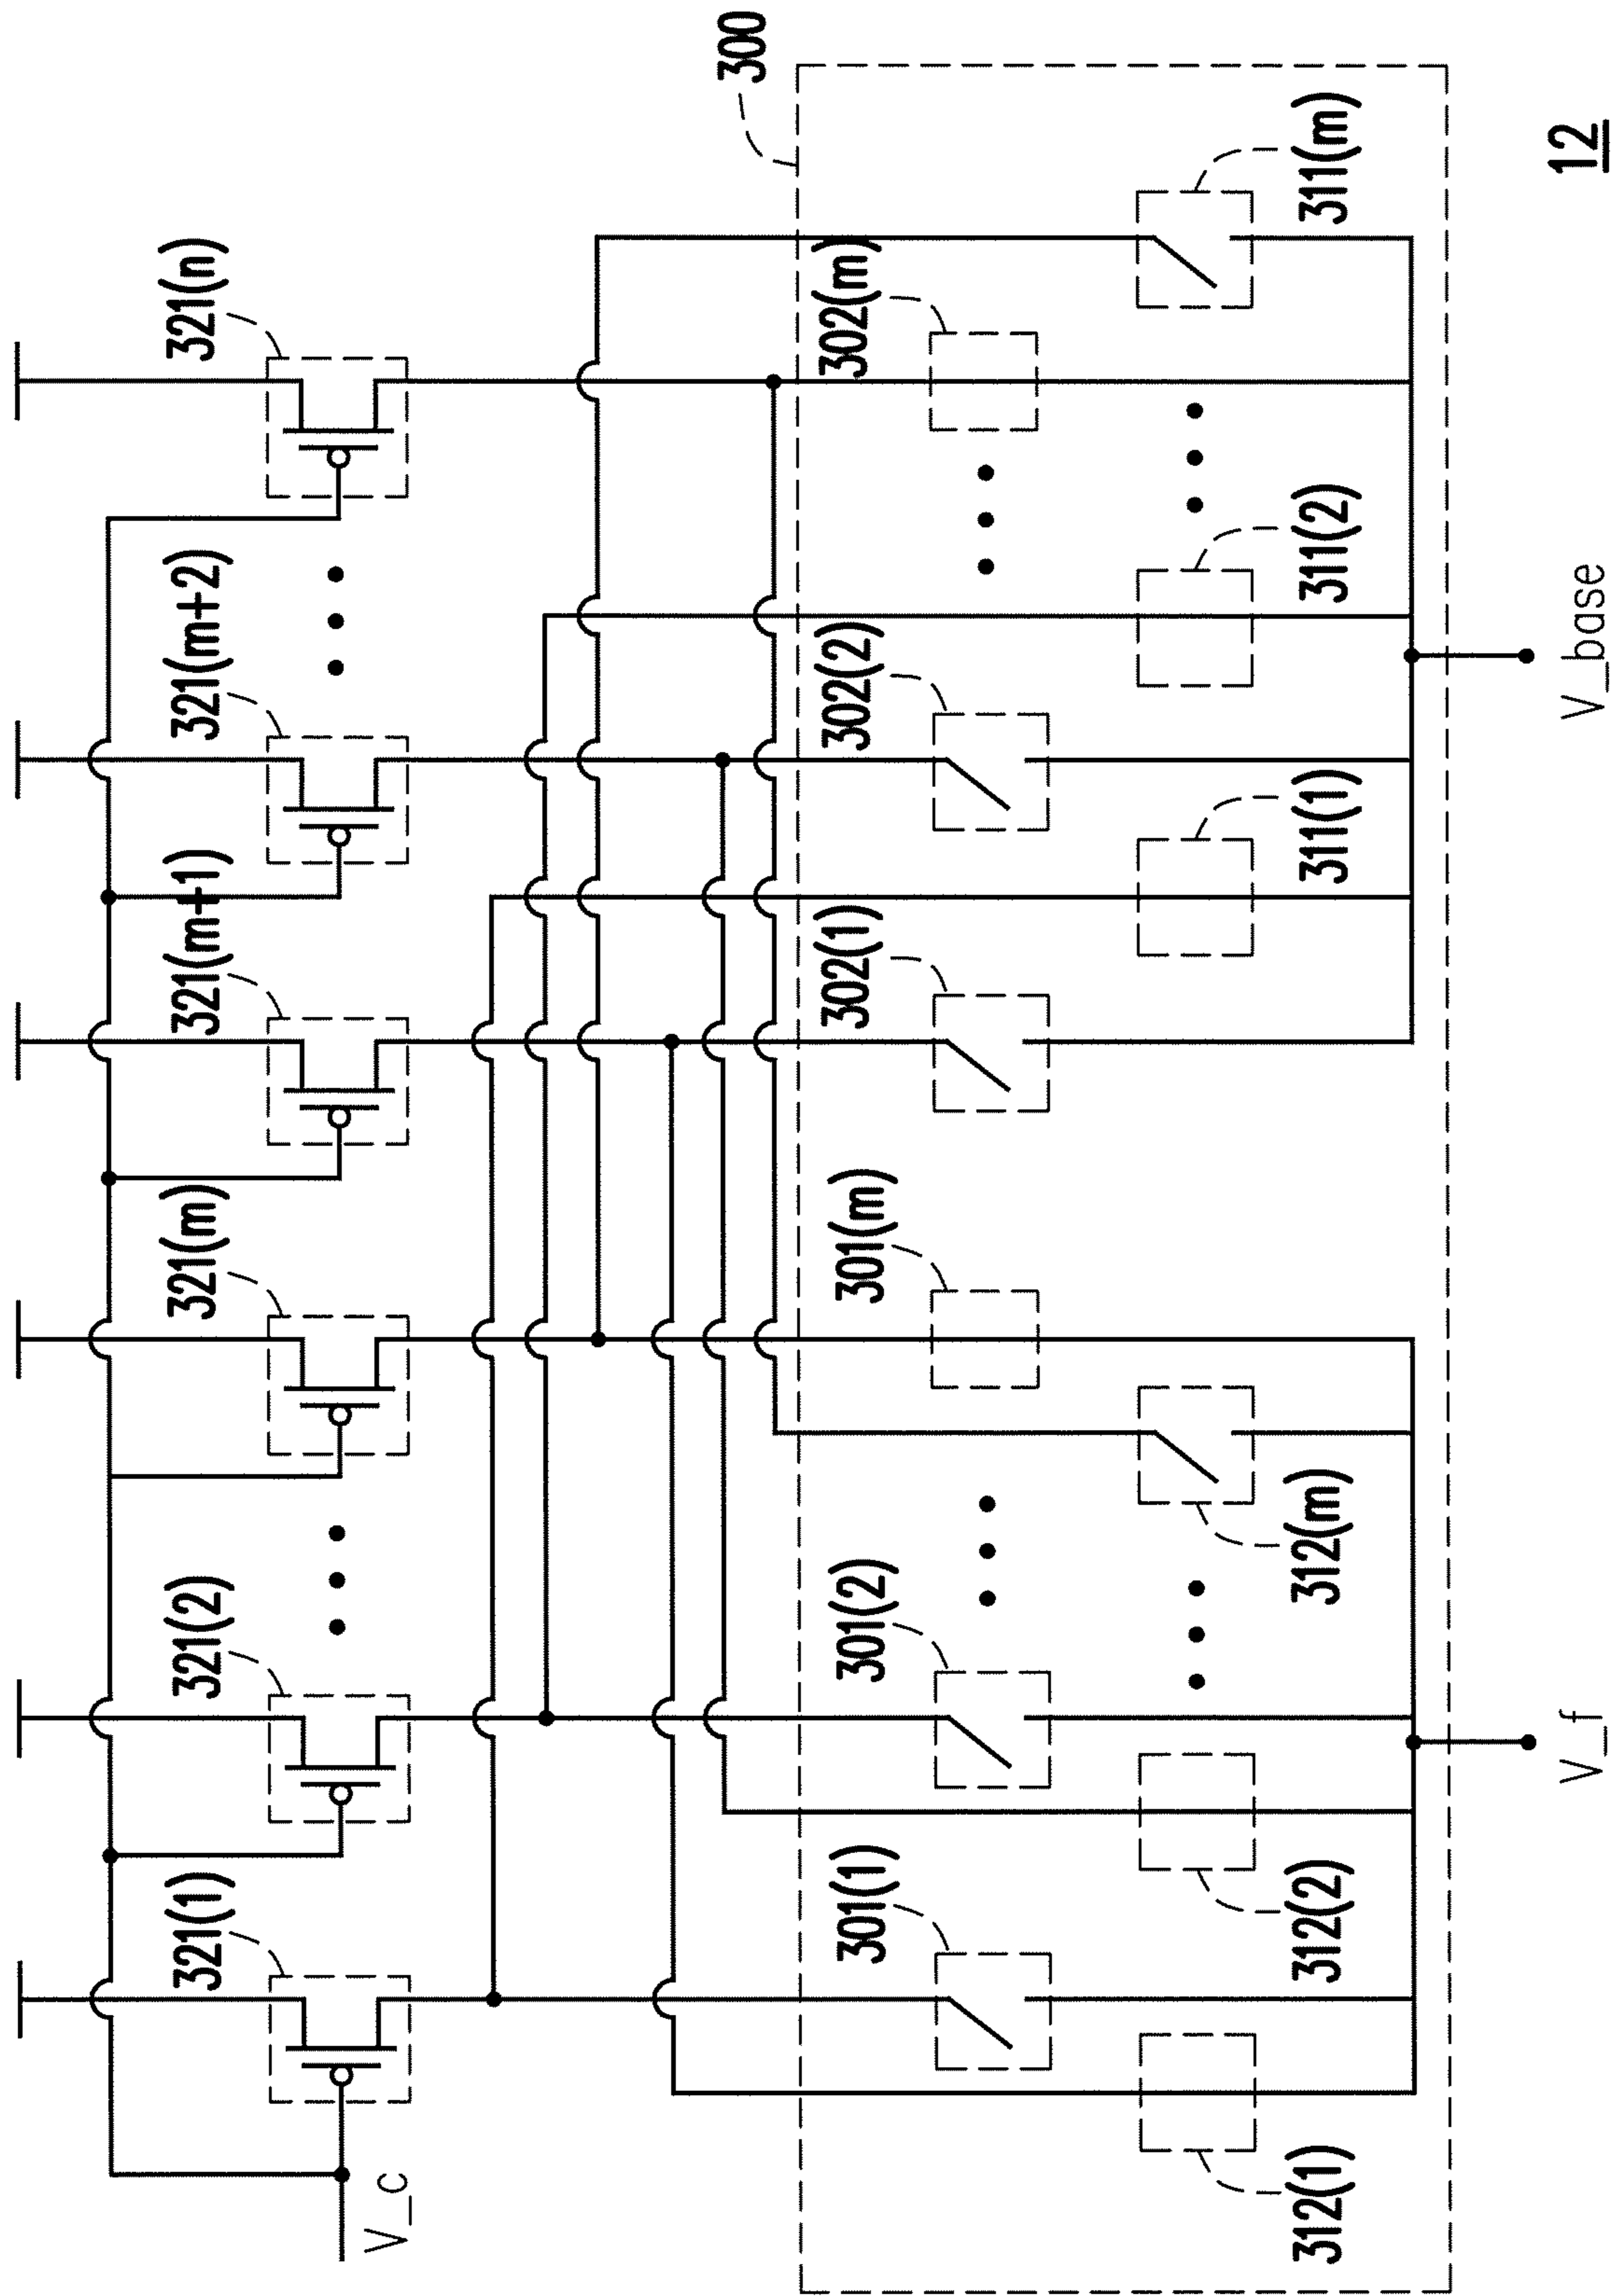 300
321(1)
321(2)
321(m)
321(m+1)
321(m+2)
321(n)
V_c
301(1)
301(2)
301(m)
302(1)
302(2)
302(m)
312(1)
312(2)
312(m)
311(1)
311(2)
311(m)
V_f
V_base
12